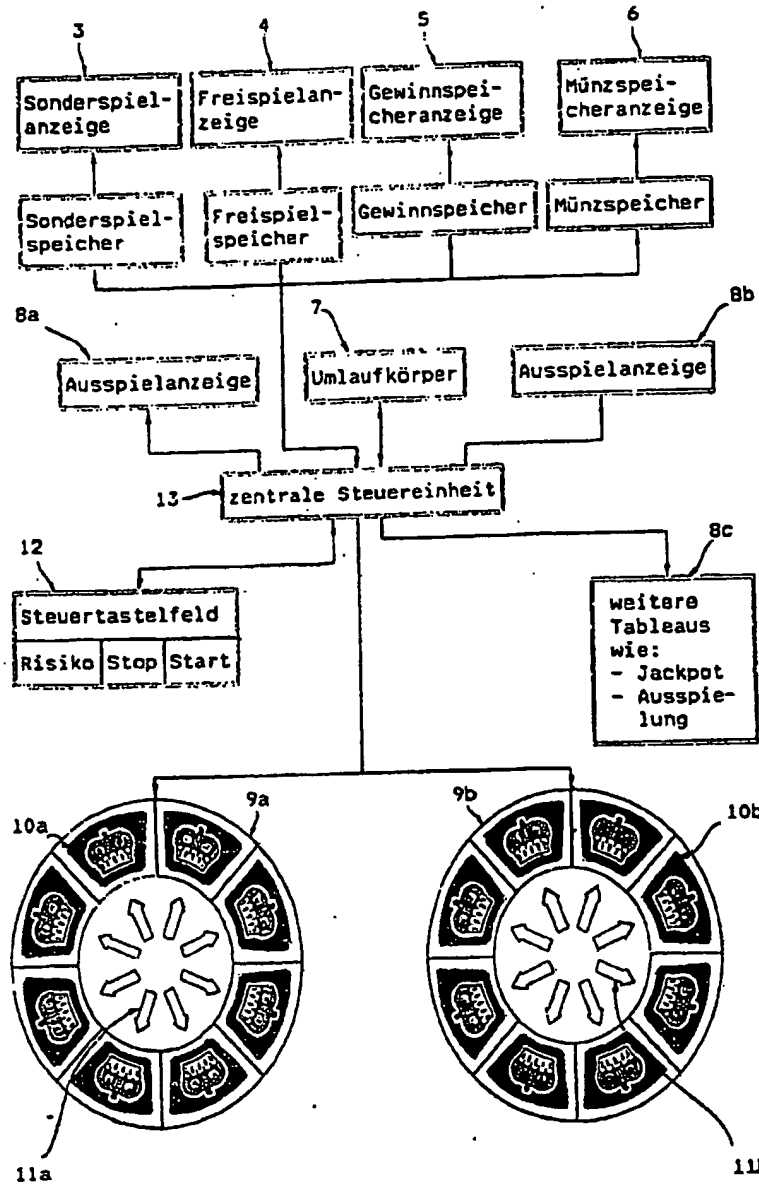 3
4
5
6
Sonderspiel-
anzeige
Freispielan-
zeige
Gewinnspei-
cheranzeige
Münzspei-
cheranzeige
Sonderspiel-
speicher
Freispiel-
speicher
Gewinnspeicher
Münzspeicher
8a
7
8b
Ausspielanzeige
Umlaufkörper
Ausspielanzeige
13
zentrale Steuereinheit
12
8c
Steuertastelfeld
Risiko
Stop
Start
weitere
Tableaus
wie:
- Jackpot
- Ausspie-
lung
10a
9a
9b
10b
11a